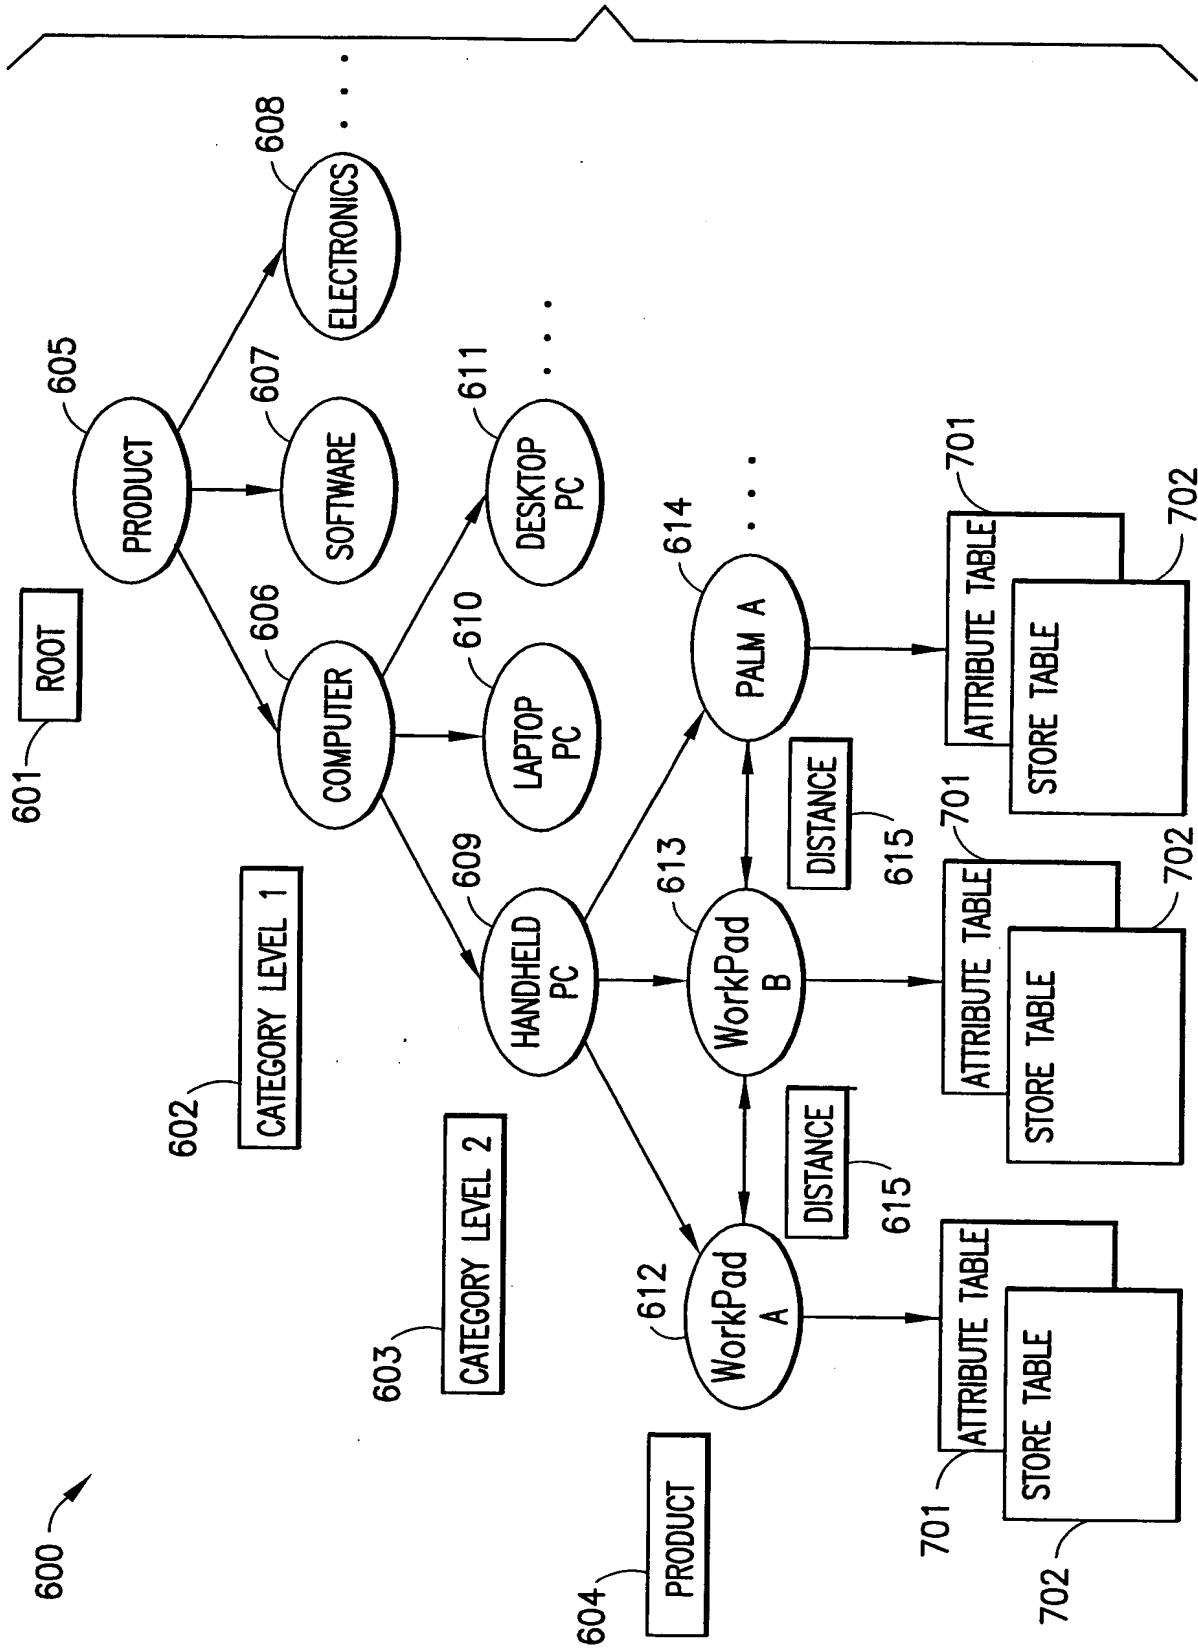 600
601
ROOT
605
PRODUCT
602
CATEGORY LEVEL 1
606
COMPUTER
607
SOFTWARE
608
ELECTRONICS
. . .
603
CATEGORY LEVEL 2
609
HANDHELD
PC
610
LAPTOP
PC
611
DESKTOP
PC
. . .
604
PRODUCT
612
WorkPad
A
613
WorkPad
B
614
PALM A
. . .
DISTANCE
615
DISTANCE
615
701
ATTRIBUTE TABLE
702
STORE TABLE
701
ATTRIBUTE TABLE
702
STORE TABLE
701
ATTRIBUTE TABLE
702
STORE TABLE